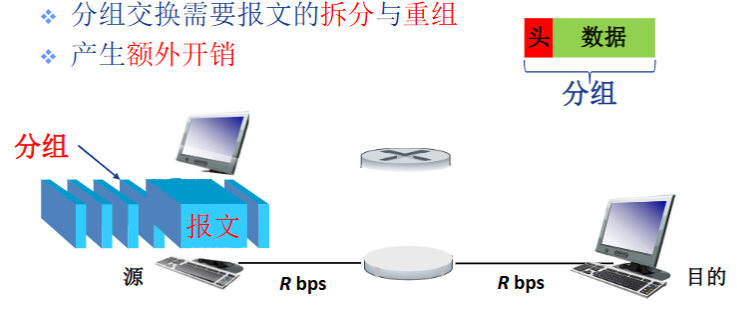 分组交换需要报文的拆分与重组
产生额外开销
头 数据
分组
分组
报文
源
R bps
R bps
目的